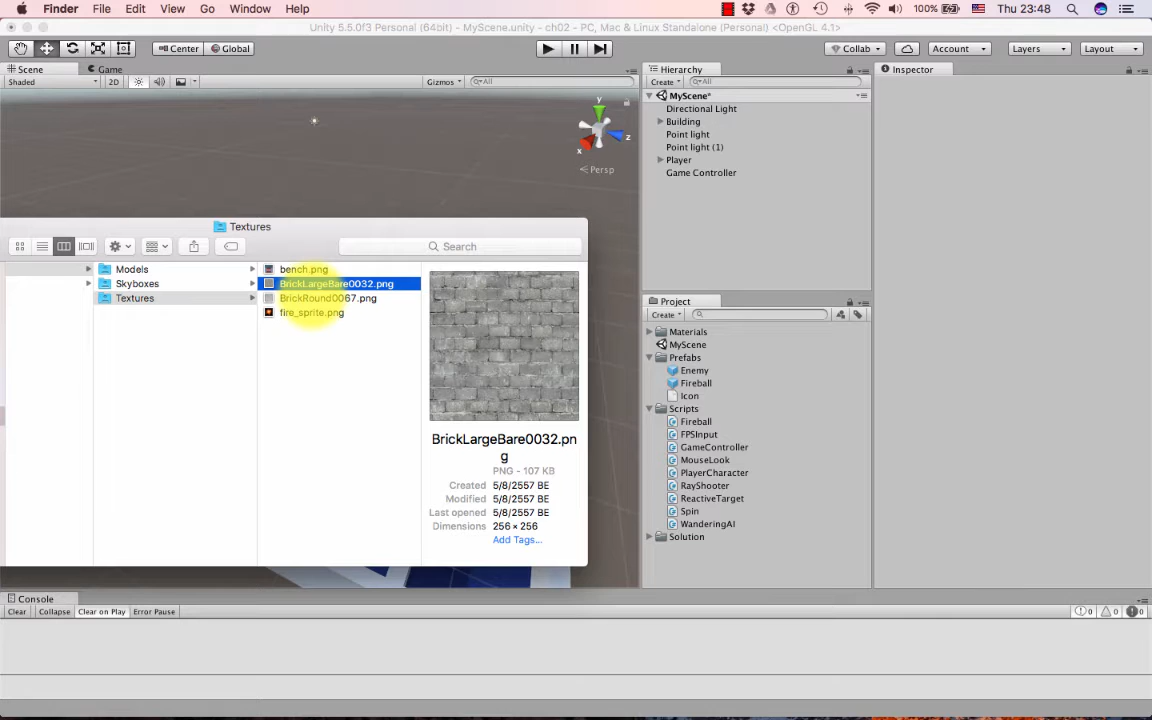 Finder File Edit View Go Window Help 100% Thu 23:48
Unity 5.5.0f3 Personal (64bit) - MyScene.unity - ch02 - PC, Mac & Linux Standalone (Personal) <OpenGL 4.1>
Center Global Collab Account Layers Layout
Scene Game
Shaded 2D Gizmos All
y
x
z
Persp
Textures
Search
Models
Skyboxes
Textures
bench.png
BrickLargeBare0032.png
BrickRound0067.png
fire_sprite.png
BrickLargeBare0032.pn
g
PNG - 107 KB
Created 5/8/2557 BE
Modified 5/8/2557 BE
Last opened 5/8/2557 BE
Dimensions 256 × 256
Add Tags...
Hierarchy
Create All
MyScene*
Directional Light
Building
Point light
Point light (1)
Player
Game Controller
Project
Create
Materials
MyScene
Prefabs
Enemy
Fireball
Icon
Scripts
Fireball
FPSInput
GameController
MouseLook
PlayerCharacter
RayShooter
ReactiveTarget
Spin
WanderingAI
Solution
Inspector
Console
Clear Collapse Clear on Play Error Pause 0 0 0